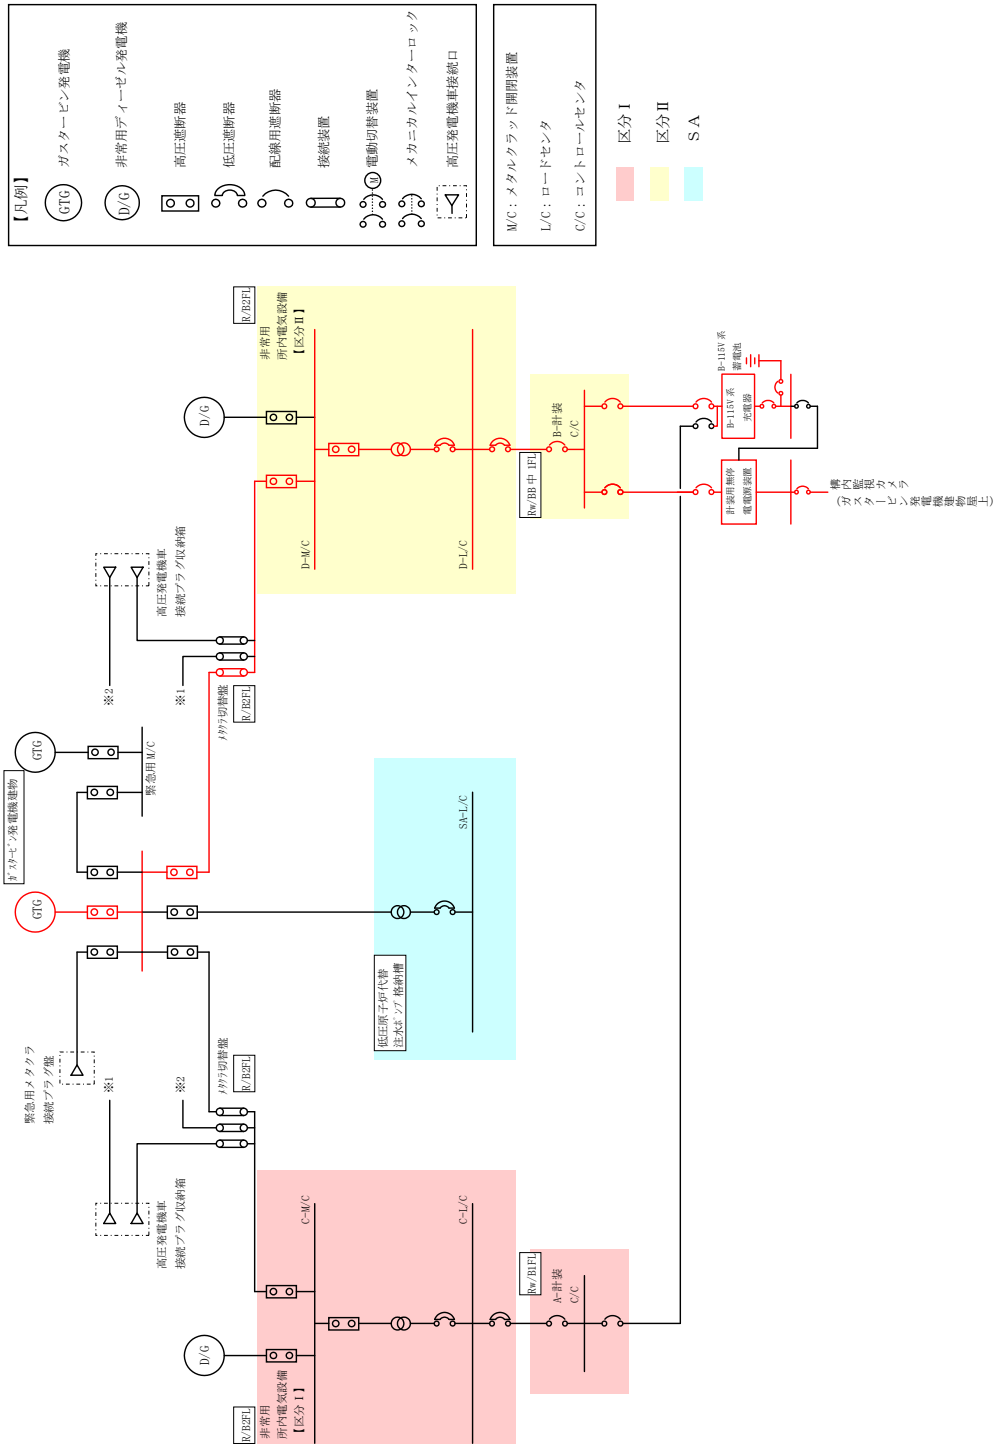 【凡例】
GTG
ガスタービン発電機
D/G
非常用ディーゼル発電機
高圧遮断器
低圧遮断器
配線用遮断器
接続装置
M
電動切替装置
メカニカルインターロック
高圧発電機車接続口
M/C：メタルクラッド開閉装置
L/C：ロードセンタ
C/C：コントロールセンタ
区分Ⅰ
区分Ⅱ
ＳＡ
ｶﾞｽﾀｰﾋﾞﾝ発電機建物
GTG
GTG
緊急用M/C
緊急用メタクラ
接続プラグ盤
高圧発電機車
接続プラグ収納箱
※1
※2
ﾒﾀｸﾗ切替盤
R/B2FL
高圧発電機車
接続プラグ収納箱
※2
※1
ﾒﾀｸﾗ切替盤
R/B2FL
R/B2FL
非常用
所内電気設備
【区分Ⅰ】
D/G
C-M/C
C-L/C
Rw/B1FL
A-計装
C/C
低圧原子炉代替
注水ﾎﾟﾝﾌﾟ格納槽
SA-L/C
R/B2FL
非常用
所内電気設備
【区分Ⅱ】
D/G
D-M/C
D-L/C
Rw/BB中1FL
B-計装
C/C
B-115V系
蓄電池
B-115V系
充電器
計装用無停
電電源装置
構内監視カメラ
(ガスタービン発電機建物屋上)